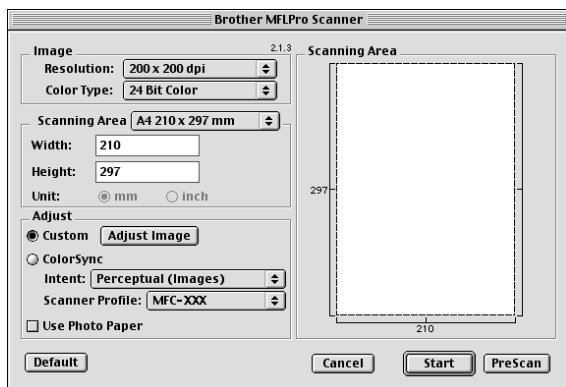 Brother MFLPro Scanner
Image 2.1.3
Resolution: 200 x 200 dpi
Color Type: 24 Bit Color
Scanning Area A4 210 x 297 mm
Width: 210
Height: 297
Unit: mm inch
Adjust
Custom Adjust Image
ColorSync
Intent: Perceptual (Images)
Scanner Profile: MFC-XXX
Use Photo Paper
Scanning Area
297
210
Default Cancel Start PreScan